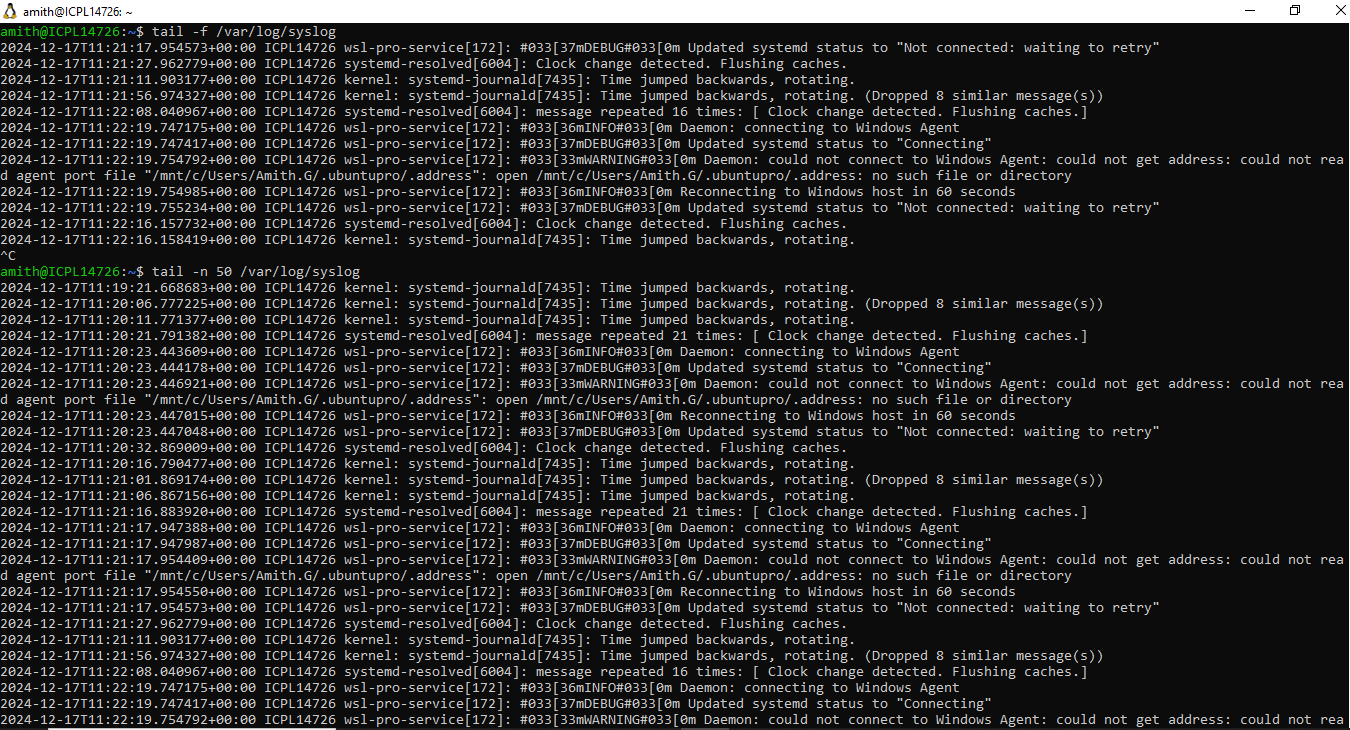 amith@ICPL14726: ~
amith@ICPL14726:~$ tail -f /var/log/syslog
2024-12-17T11:21:17.954573+00:00 ICPL14726 wsl-pro-service[172]: #033[37mDEBUG#033[0m Updated systemd status to "Not connected: waiting to retry"
2024-12-17T11:21:27.962779+00:00 ICPL14726 systemd-resolved[6004]: Clock change detected. Flushing caches.
2024-12-17T11:21:11.903177+00:00 ICPL14726 kernel: systemd-journald[7435]: Time jumped backwards, rotating.
2024-12-17T11:21:56.974327+00:00 ICPL14726 kernel: systemd-journald[7435]: Time jumped backwards, rotating. (Dropped 8 similar message(s))
2024-12-17T11:22:08.040967+00:00 ICPL14726 systemd-resolved[6004]: message repeated 16 times: [ Clock change detected. Flushing caches.]
2024-12-17T11:22:19.747175+00:00 ICPL14726 wsl-pro-service[172]: #033[36mINFO#033[0m Daemon: connecting to Windows Agent
2024-12-17T11:22:19.747417+00:00 ICPL14726 wsl-pro-service[172]: #033[37mDEBUG#033[0m Updated systemd status to "Connecting"
2024-12-17T11:22:19.754792+00:00 ICPL14726 wsl-pro-service[172]: #033[33mWARNING#033[0m Daemon: could not connect to Windows Agent: could not get address: could not rea
d agent port file "/mnt/c/Users/Amith.G/.ubuntupro/.address": open /mnt/c/Users/Amith.G/.ubuntupro/.address: no such file or directory
2024-12-17T11:22:19.754985+00:00 ICPL14726 wsl-pro-service[172]: #033[36mINFO#033[0m Reconnecting to Windows host in 60 seconds
2024-12-17T11:22:19.755234+00:00 ICPL14726 wsl-pro-service[172]: #033[37mDEBUG#033[0m Updated systemd status to "Not connected: waiting to retry"
2024-12-17T11:22:16.157732+00:00 ICPL14726 systemd-resolved[6004]: Clock change detected. Flushing caches.
2024-12-17T11:22:16.158419+00:00 ICPL14726 kernel: systemd-journald[7435]: Time jumped backwards, rotating.
^C
amith@ICPL14726:~$ tail -n 50 /var/log/syslog
2024-12-17T11:19:21.668683+00:00 ICPL14726 kernel: systemd-journald[7435]: Time jumped backwards, rotating.
2024-12-17T11:20:06.777225+00:00 ICPL14726 kernel: systemd-journald[7435]: Time jumped backwards, rotating. (Dropped 8 similar message(s))
2024-12-17T11:20:11.771377+00:00 ICPL14726 kernel: systemd-journald[7435]: Time jumped backwards, rotating.
2024-12-17T11:20:21.791382+00:00 ICPL14726 systemd-resolved[6004]: message repeated 21 times: [ Clock change detected. Flushing caches.]
2024-12-17T11:20:23.443609+00:00 ICPL14726 wsl-pro-service[172]: #033[36mINFO#033[0m Daemon: connecting to Windows Agent
2024-12-17T11:20:23.444178+00:00 ICPL14726 wsl-pro-service[172]: #033[37mDEBUG#033[0m Updated systemd status to "Connecting"
2024-12-17T11:20:23.446921+00:00 ICPL14726 wsl-pro-service[172]: #033[33mWARNING#033[0m Daemon: could not connect to Windows Agent: could not get address: could not rea
d agent port file "/mnt/c/Users/Amith.G/.ubuntupro/.address": open /mnt/c/Users/Amith.G/.ubuntupro/.address: no such file or directory
2024-12-17T11:20:23.447015+00:00 ICPL14726 wsl-pro-service[172]: #033[36mINFO#033[0m Reconnecting to Windows host in 60 seconds
2024-12-17T11:20:23.447048+00:00 ICPL14726 wsl-pro-service[172]: #033[37mDEBUG#033[0m Updated systemd status to "Not connected: waiting to retry"
2024-12-17T11:20:32.869009+00:00 ICPL14726 systemd-resolved[6004]: Clock change detected. Flushing caches.
2024-12-17T11:20:16.790477+00:00 ICPL14726 kernel: systemd-journald[7435]: Time jumped backwards, rotating.
2024-12-17T11:21:01.869174+00:00 ICPL14726 kernel: systemd-journald[7435]: Time jumped backwards, rotating. (Dropped 8 similar message(s))
2024-12-17T11:21:06.867156+00:00 ICPL14726 kernel: systemd-journald[7435]: Time jumped backwards, rotating.
2024-12-17T11:21:16.883920+00:00 ICPL14726 systemd-resolved[6004]: message repeated 21 times: [ Clock change detected. Flushing caches.]
2024-12-17T11:21:17.947388+00:00 ICPL14726 wsl-pro-service[172]: #033[36mINFO#033[0m Daemon: connecting to Windows Agent
2024-12-17T11:21:17.947987+00:00 ICPL14726 wsl-pro-service[172]: #033[37mDEBUG#033[0m Updated systemd status to "Connecting"
2024-12-17T11:21:17.954409+00:00 ICPL14726 wsl-pro-service[172]: #033[33mWARNING#033[0m Daemon: could not connect to Windows Agent: could not get address: could not rea
d agent port file "/mnt/c/Users/Amith.G/.ubuntupro/.address": open /mnt/c/Users/Amith.G/.ubuntupro/.address: no such file or directory
2024-12-17T11:21:17.954550+00:00 ICPL14726 wsl-pro-service[172]: #033[36mINFO#033[0m Reconnecting to Windows host in 60 seconds
2024-12-17T11:21:17.954573+00:00 ICPL14726 wsl-pro-service[172]: #033[37mDEBUG#033[0m Updated systemd status to "Not connected: waiting to retry"
2024-12-17T11:21:27.962779+00:00 ICPL14726 systemd-resolved[6004]: Clock change detected. Flushing caches.
2024-12-17T11:21:11.903177+00:00 ICPL14726 kernel: systemd-journald[7435]: Time jumped backwards, rotating.
2024-12-17T11:21:56.974327+00:00 ICPL14726 kernel: systemd-journald[7435]: Time jumped backwards, rotating. (Dropped 8 similar message(s))
2024-12-17T11:22:08.040967+00:00 ICPL14726 systemd-resolved[6004]: message repeated 16 times: [ Clock change detected. Flushing caches.]
2024-12-17T11:22:19.747175+00:00 ICPL14726 wsl-pro-service[172]: #033[36mINFO#033[0m Daemon: connecting to Windows Agent
2024-12-17T11:22:19.747417+00:00 ICPL14726 wsl-pro-service[172]: #033[37mDEBUG#033[0m Updated systemd status to "Connecting"
2024-12-17T11:22:19.754792+00:00 ICPL14726 wsl-pro-service[172]: #033[33mWARNING#033[0m Daemon: could not connect to Windows Agent: could not get address: could not rea